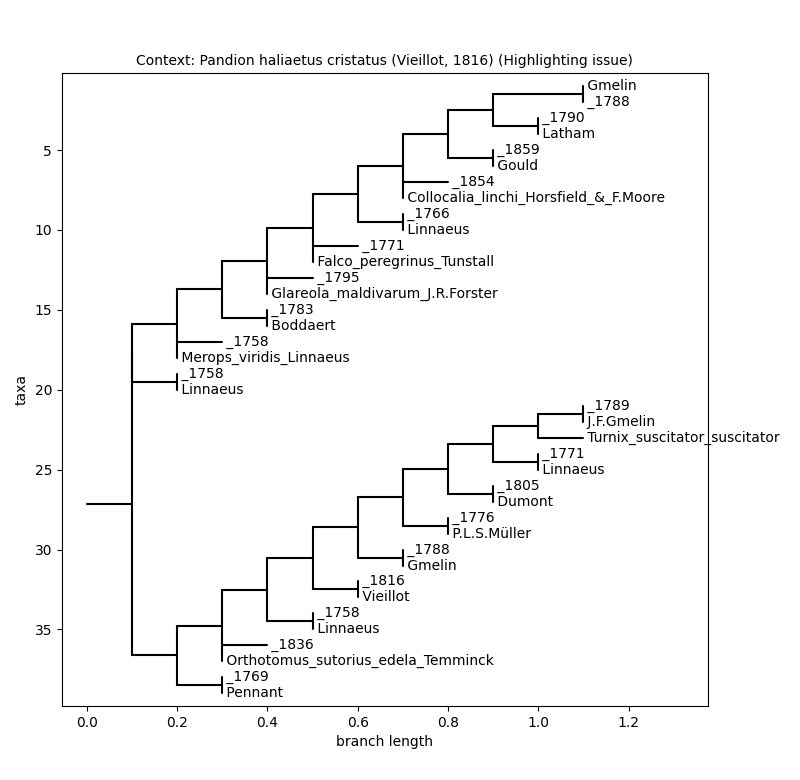 Context: Pandion haliaetus cristatus (Vieillot, 1816) (Highlighting issue)
Gmelin
_1788
_1790
Latham
_1859
Gould
_1854
Collocalia_linchi_Horsfield_&_F.Moore
_1766
Linnaeus
_1771
Falco_peregrinus_Tunstall
_1795
Glareola_maldivarum_J.R.Forster
_1783
Boddaert
_1758
Merops_viridis_Linnaeus
_1758
Linnaeus
_1789
J.F.Gmelin
Turnix_suscitator_suscitator
_1771
Linnaeus
_1805
Dumont
_1776
P.L.S.Müller
_1788
Gmelin
_1816
Vieillot
_1758
Linnaeus
_1836
Orthotomus_sutorius_edela_Temminck
_1769
Pennant
5
10
15
20
25
30
35
taxa
0.0 0.2 0.4 0.6 0.8 1.0 1.2
branch length